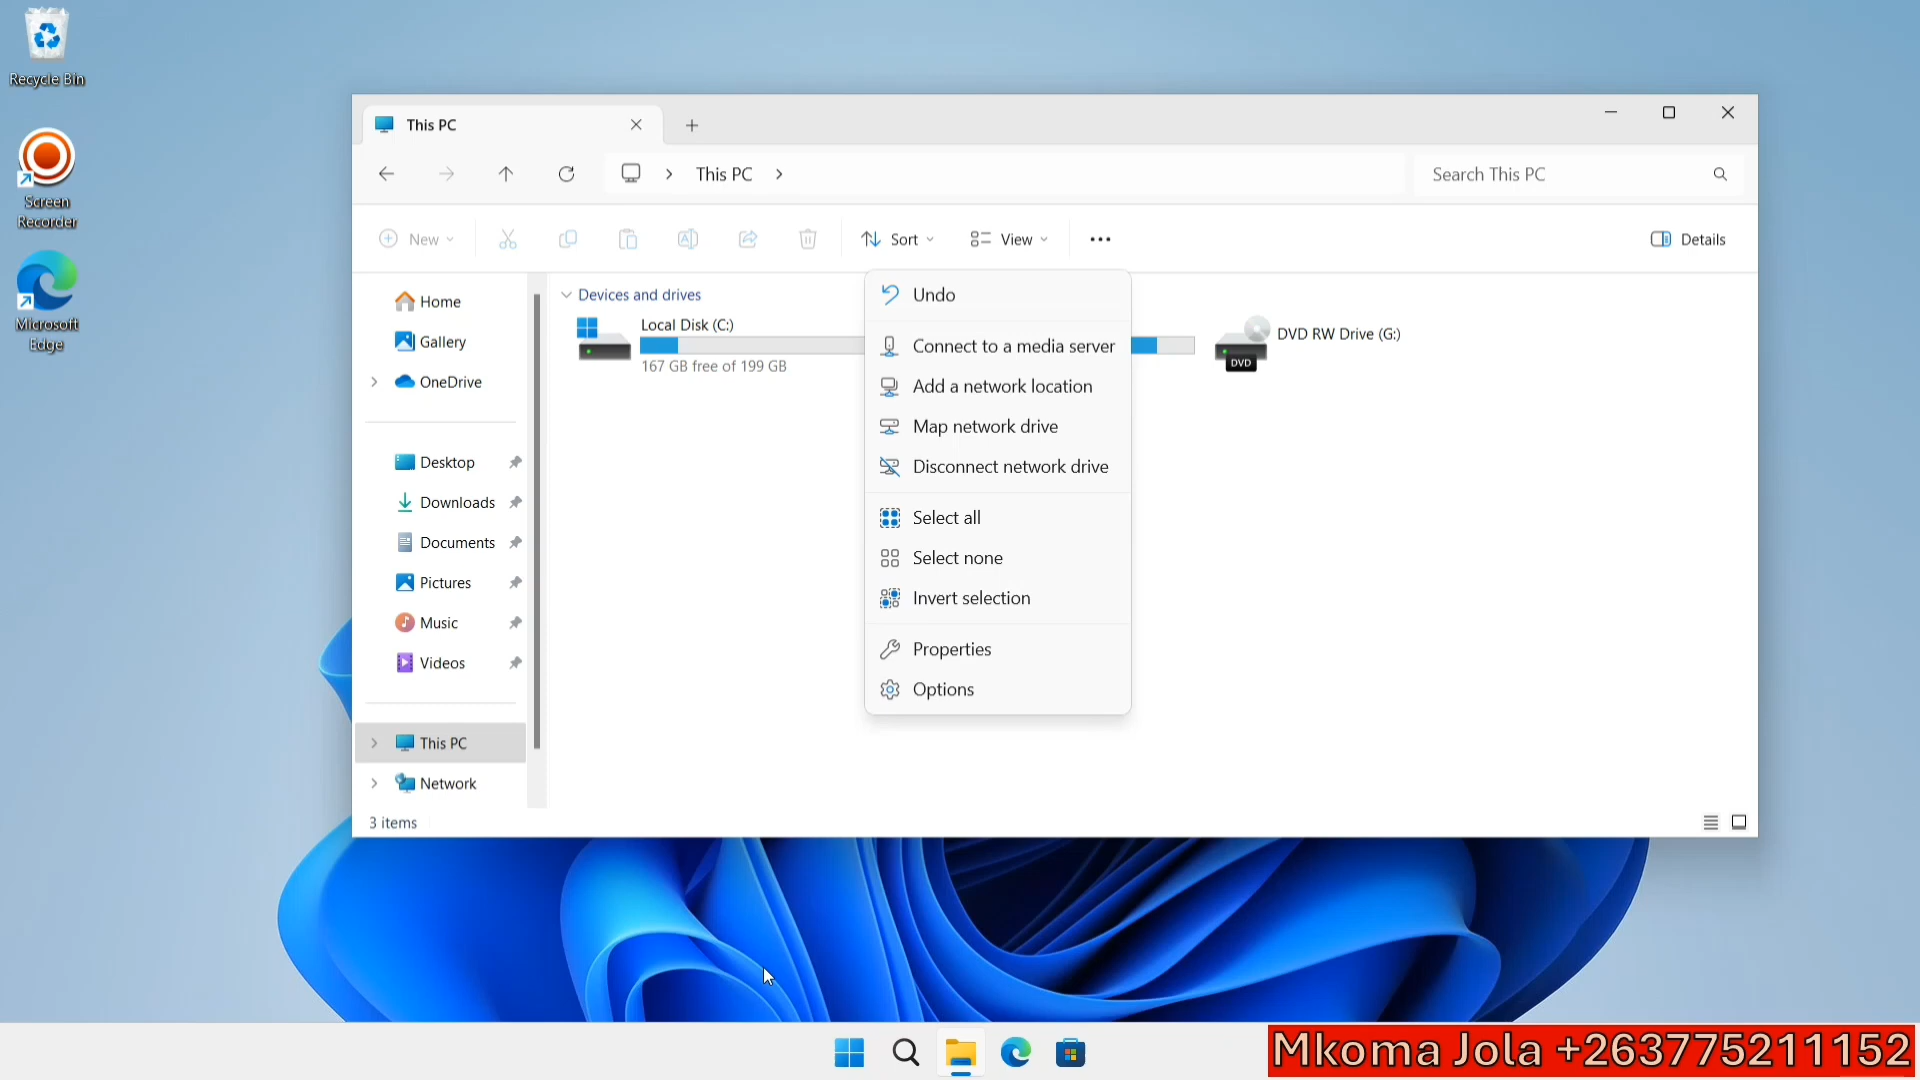 Recycle Bin
Screen
Recorder
Microsoft
Edge
This PC
This PC
Search This PC
New
Sort
View
Details
Home
Gallery
OneDrive
Desktop
Downloads
Documents
Pictures
Music
Videos
This PC
Network
3 items
Devices and drives
Local Disk (C:)
167 GB free of 199 GB
DVD RW Drive (G:)
DVD
Undo
Connect to a media server
Add a network location
Map network drive
Disconnect network drive
Select all
Select none
Invert selection
Properties
Options
Mkoma Jola +263775211152